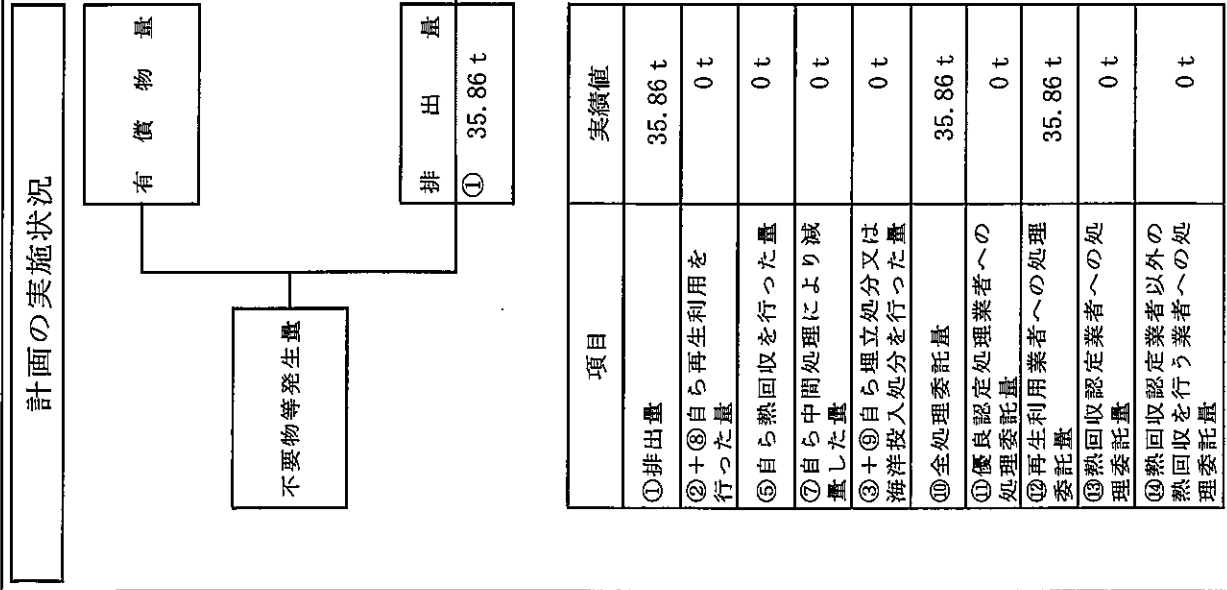 計画の実施状況
有償物量
不要物等発生量
排出量
① 35.86 t
項目 実績値
①排出量 35.86 t
②+⑧自ら再生利用を
行った量 0 t
⑤自ら熱回収を行った量 0 t
⑦自ら中間処理により減
量した量 0 t
③+⑨自ら埋立処分又は
海洋投入処分を行った量 0 t
⑩全処理委託量 35.86 t
⑪優良認定処理業者への
処理委託量 0 t
⑫再生利用業者への処理
委託量 35.86 t
⑬熱回収認定業者への処
理委託量 0 t
⑭熱回収認定業者以外の
熱回収を行う業者への処
理委託量 0 t